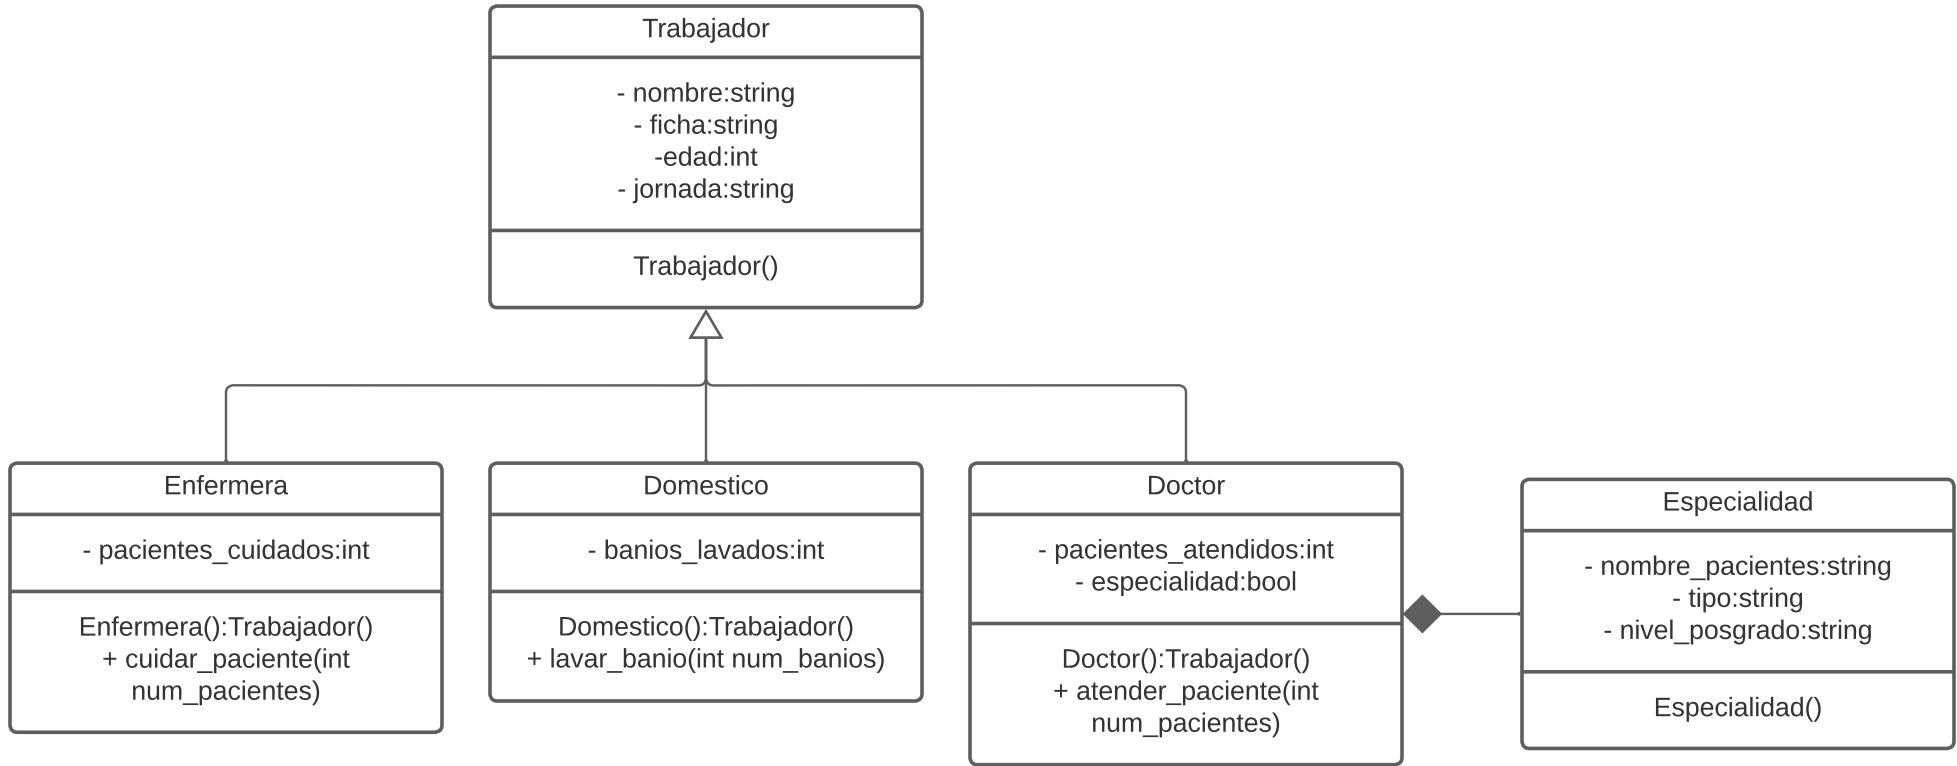 Trabajador
- nombre:string
- ficha:string
-edad:int
- jornada:string
Trabajador()
Enfermera
- pacientes_cuidados:int
Enfermera():Trabajador()
+ cuidar_paciente(int
num_pacientes)
Domestico
- banios_lavados:int
Domestico():Trabajador()
+ lavar_banio(int num_banios)
Doctor
- pacientes_atendidos:int
- especialidad:bool
Doctor():Trabajador()
+ atender_paciente(int
num_pacientes)
Especialidad
- nombre_pacientes:string
- tipo:string
- nivel_posgrado:string
Especialidad()